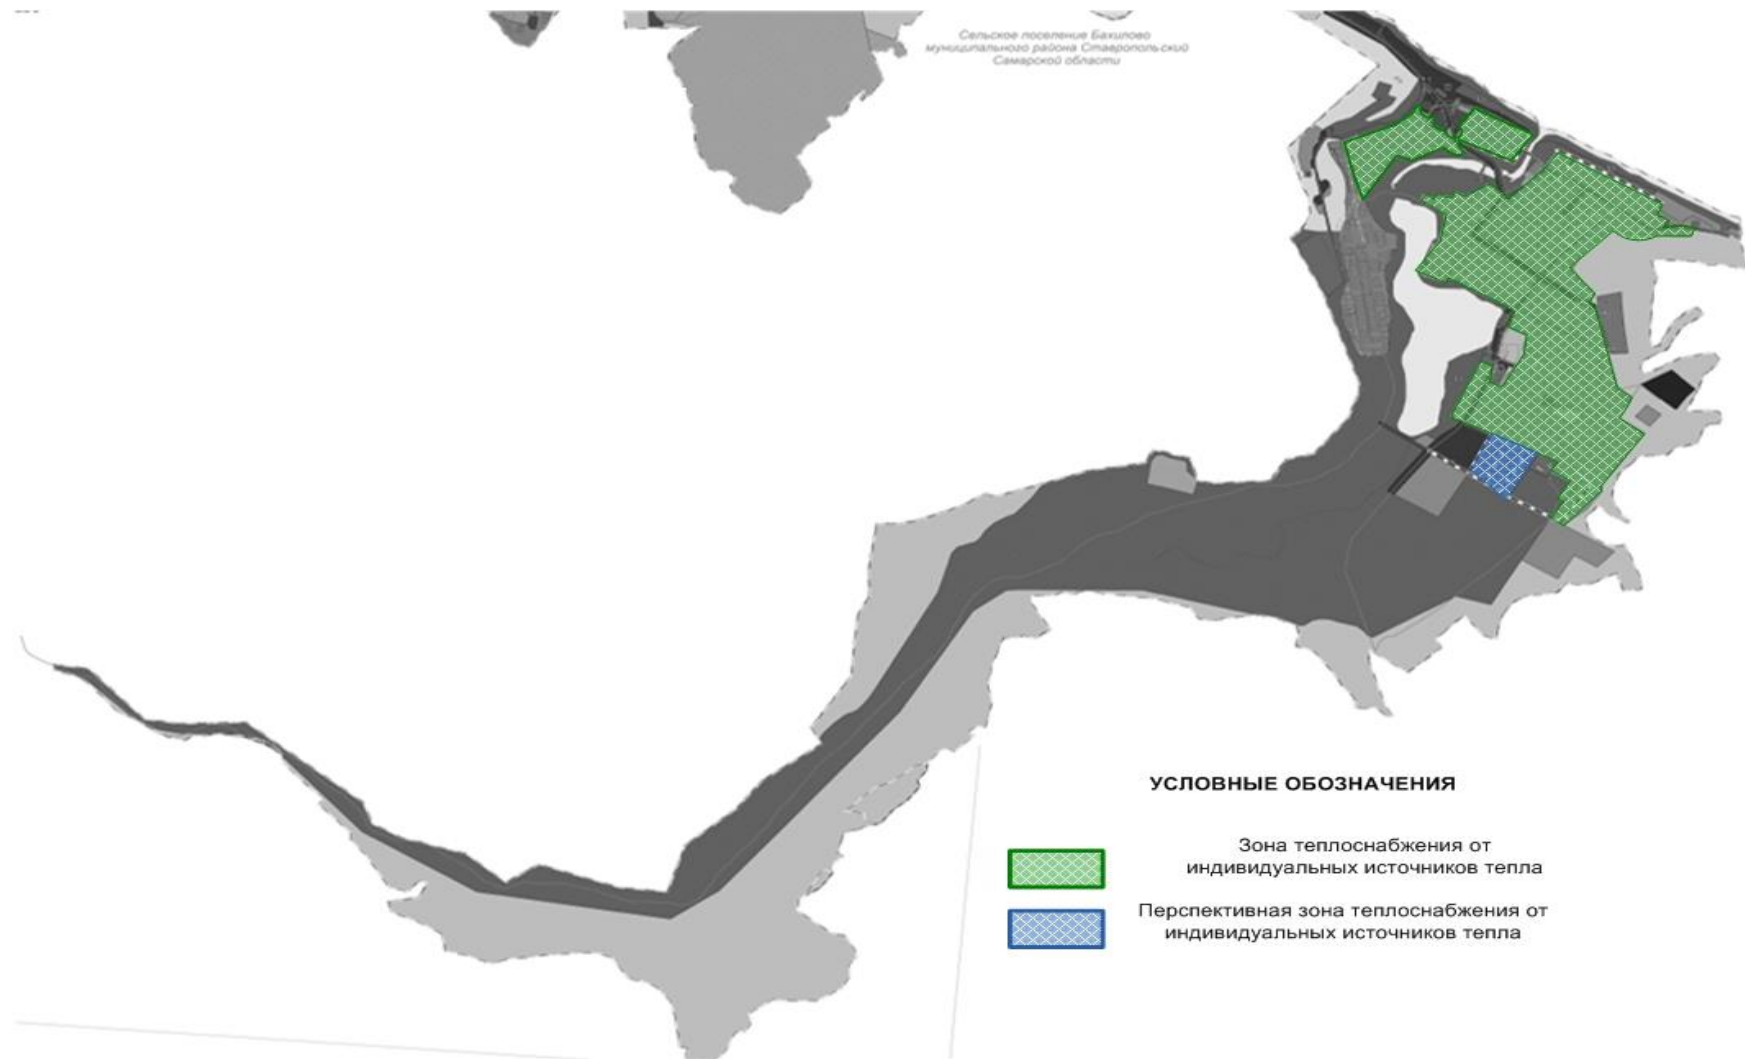 Сельское поселение Бахилово
муниципального района Ставропольский
Самарской области
УСЛОВНЫЕ ОБОЗНАЧЕНИЯ
Зона теплоснабжения от
индивидуальных источников тепла
Перспективная зона теплоснабжения от
индивидуальных источников тепла